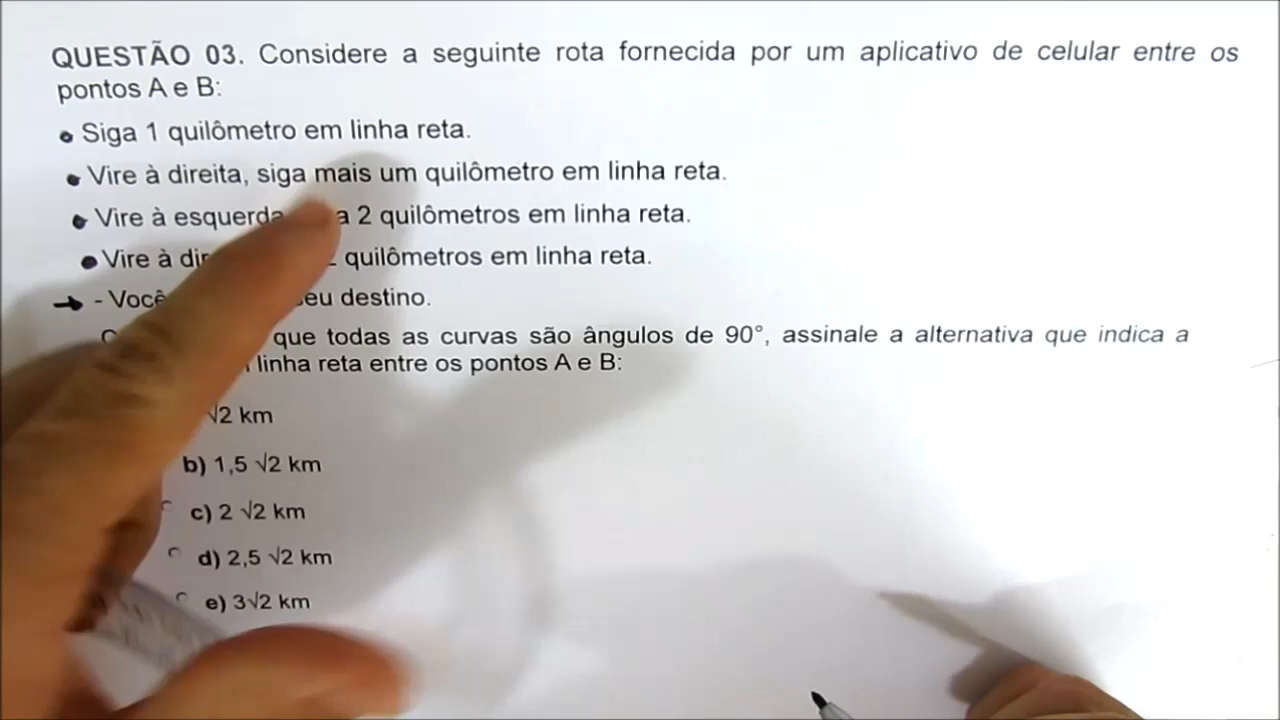 QUESTÃO 03. Considere a seguinte rota fornecida por um aplicativo de celular entre os
pontos A e B:
Siga 1 quilômetro em linha reta.
Vire à direita, siga mais um quilômetro em linha reta.
Vire à esquerda 2 quilômetros em linha reta.
Vire à quilômetros em linha reta.
- Você destino.
que todas as curvas são ângulos de 90°, assinale a alternativa que indica a
linha reta entre os pontos A e B:
√2 km
b) 1,5 √2 km
c) 2 √2 km
d) 2,5 √2 km
e) 3√2 km